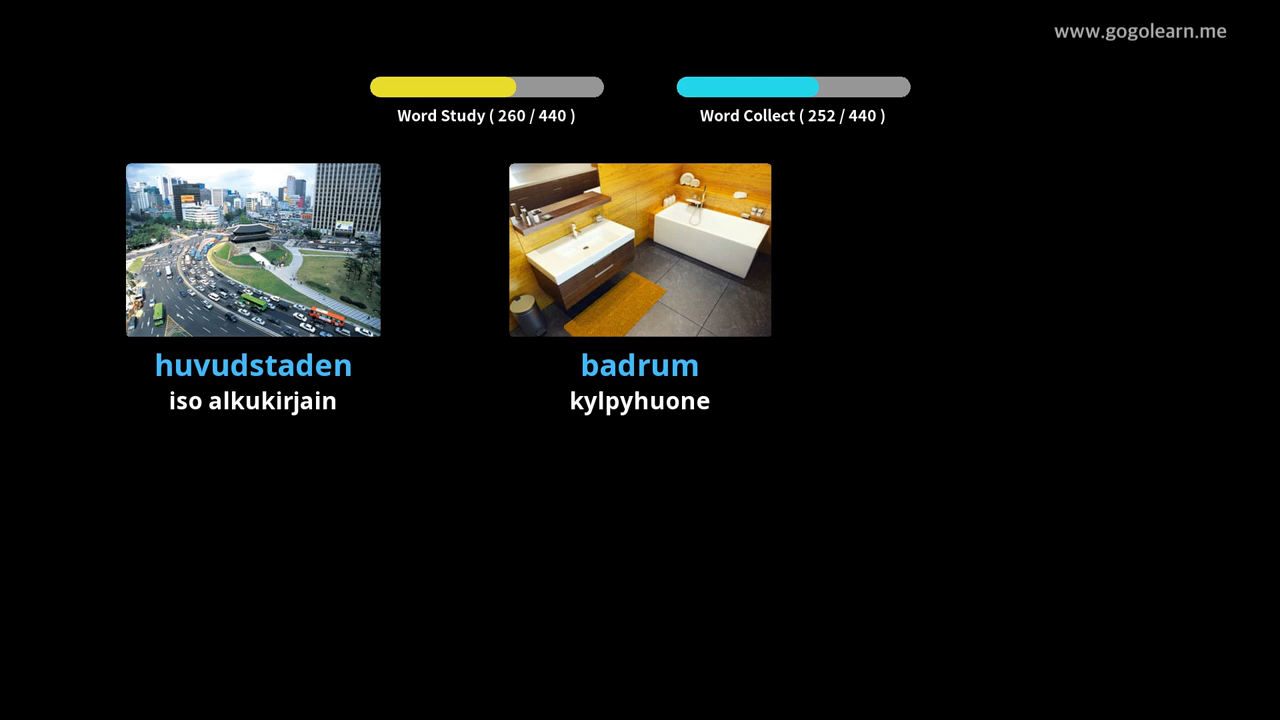 www.gogolearn.me
Word Study ( 260 / 440 )
Word Collect ( 252 / 440 )
huvudstaden
iso alkukirjain
badrum
kylpyhuone